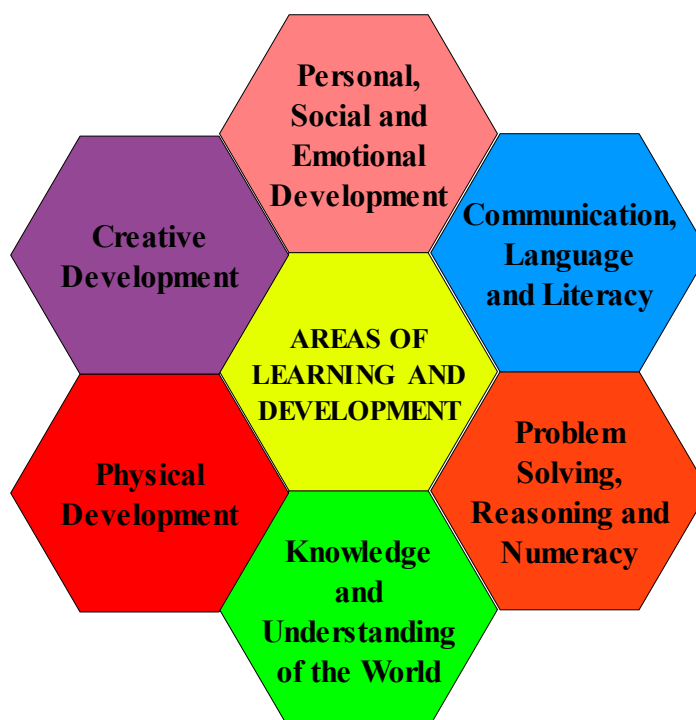 Personal,
Social and
Emotional
Development
Communication,
Language
and Literacy
Creative
Development
AREAS OF
LEARNING AND
DEVELOPMENT
Problem
Solving,
Reasoning and
Numeracy
Physical
Development
Knowledge
and
Understanding
of the World